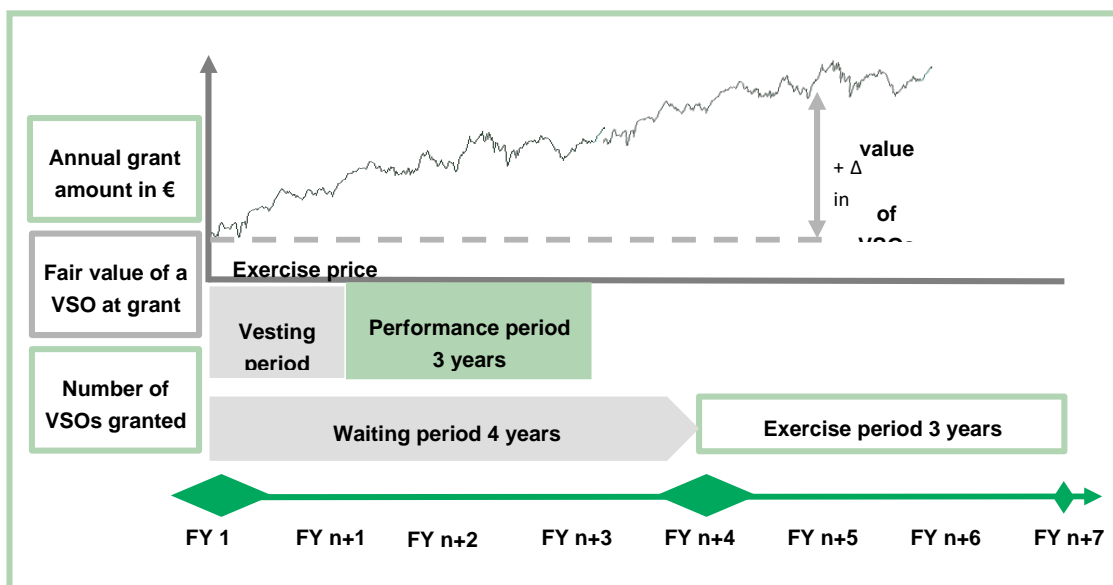 Annual grant
amount in €
Fair value of a
VSO at grant
Number of
VSOs granted
value
+ Δ
in
of
VSOs
Exercise price
Vesting
period
Performance period
3 years
Waiting period 4 years
Exercise period 3 years
FY 1
FY n+1
FY n+2
FY n+3
FY n+4
FY n+5
FY n+6
FY n+7